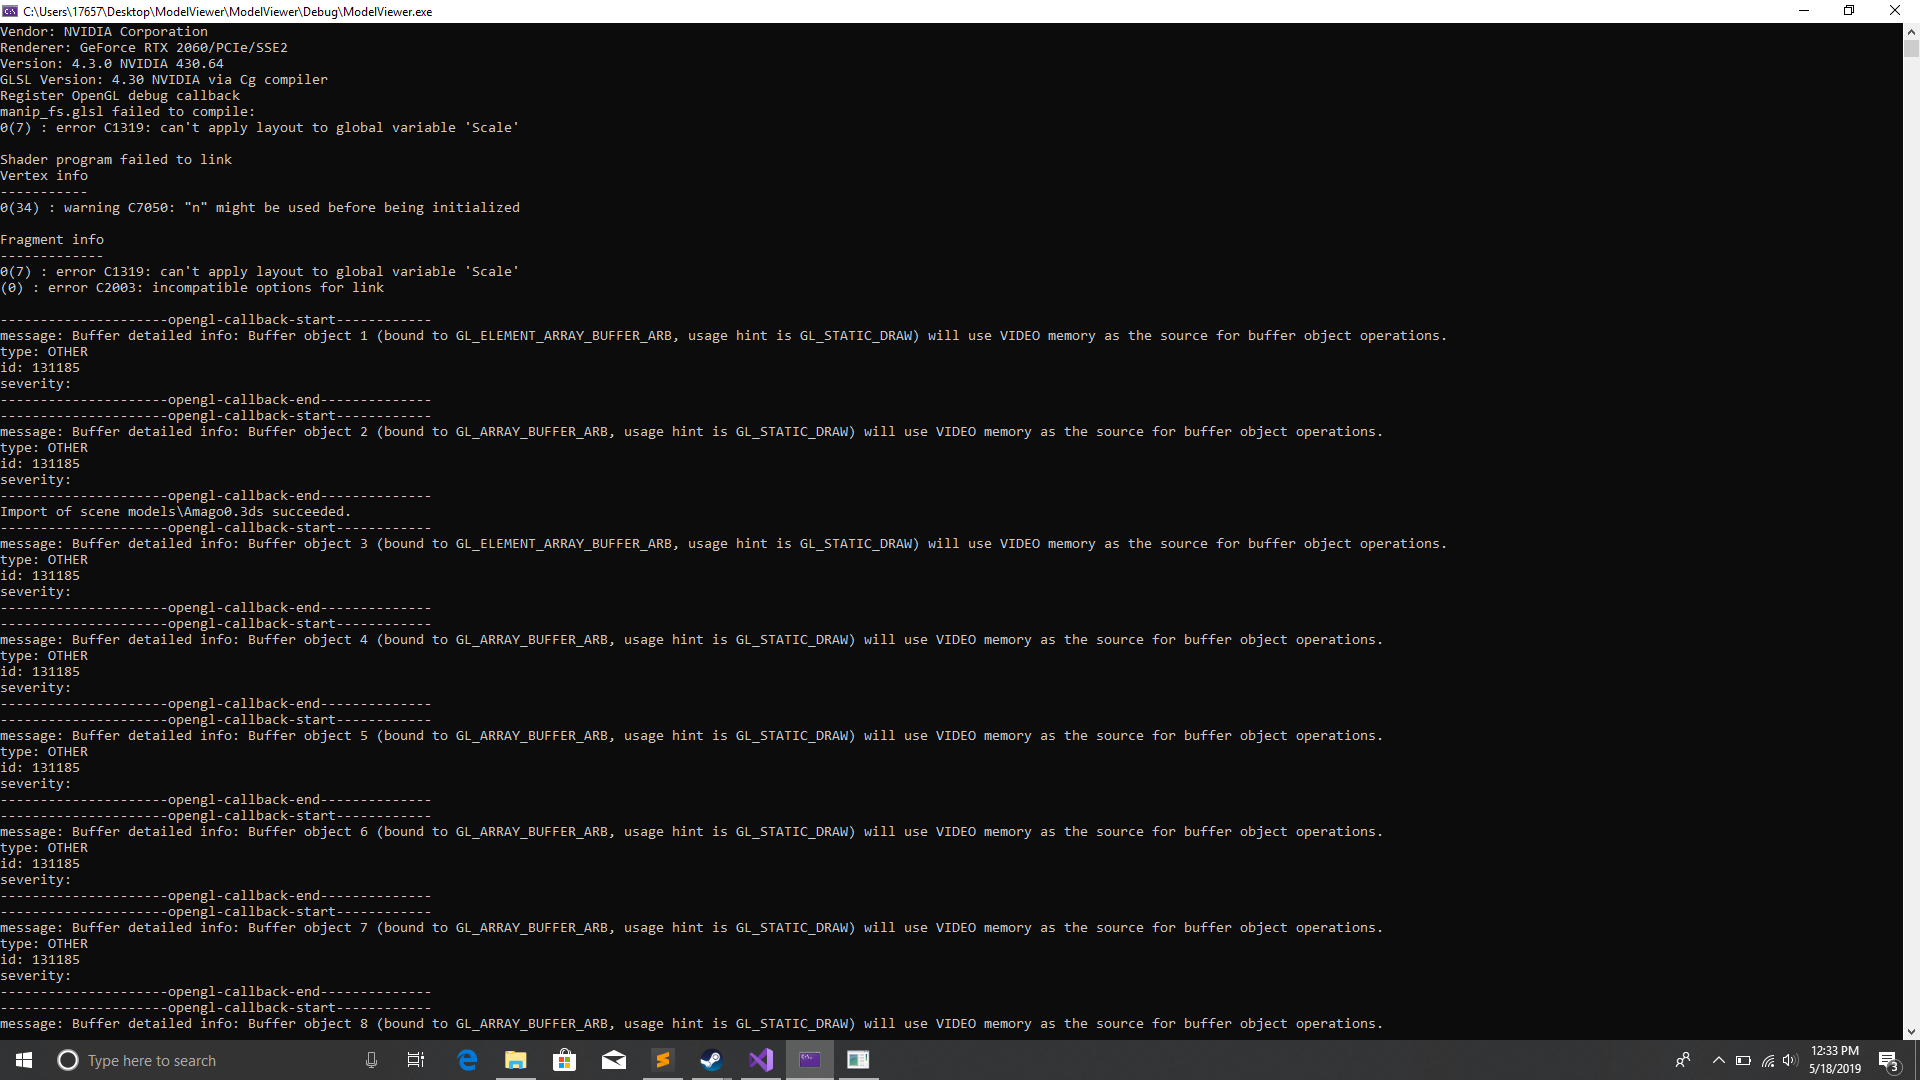 C:\Users\17657\Desktop\ModelViewer\ModelViewer\Debug\ModelViewer.exe
Vendor: NVIDIA Corporation
Renderer: GeForce RTX 2060/PCIe/SSE2
Version: 4.3.0 NVIDIA 430.64
GLSL Version: 4.30 NVIDIA via Cg compiler
Register OpenGL debug callback
manip_fs.glsl failed to compile:
0(7) : error C1319: can't apply layout to global variable 'Scale'
Shader program failed to link
Vertex info
-----------
0(34) : warning C7050: "n" might be used before being initialized
Fragment info
-------------
0(7) : error C1319: can't apply layout to global variable 'Scale'
(0) : error C2003: incompatible options for link
---------------------opengl-callback-start------------
message: Buffer detailed info: Buffer object 1 (bound to GL_ELEMENT_ARRAY_BUFFER_ARB, usage hint is GL_STATIC_DRAW) will use VIDEO memory as the source for buffer object operations.
type: OTHER
id: 131185
severity:
---------------------opengl-callback-end--------------
---------------------opengl-callback-start------------
message: Buffer detailed info: Buffer object 2 (bound to GL_ARRAY_BUFFER_ARB, usage hint is GL_STATIC_DRAW) will use VIDEO memory as the source for buffer object operations.
type: OTHER
id: 131185
severity:
---------------------opengl-callback-end--------------
Import of scene models\Amago0.3ds succeeded.
---------------------opengl-callback-start------------
message: Buffer detailed info: Buffer object 3 (bound to GL_ELEMENT_ARRAY_BUFFER_ARB, usage hint is GL_STATIC_DRAW) will use VIDEO memory as the source for buffer object operations.
type: OTHER
id: 131185
severity:
---------------------opengl-callback-end--------------
---------------------opengl-callback-start------------
message: Buffer detailed info: Buffer object 4 (bound to GL_ARRAY_BUFFER_ARB, usage hint is GL_STATIC_DRAW) will use VIDEO memory as the source for buffer object operations.
type: OTHER
id: 131185
severity:
---------------------opengl-callback-end--------------
---------------------opengl-callback-start------------
message: Buffer detailed info: Buffer object 5 (bound to GL_ARRAY_BUFFER_ARB, usage hint is GL_STATIC_DRAW) will use VIDEO memory as the source for buffer object operations.
type: OTHER
id: 131185
severity:
---------------------opengl-callback-end--------------
---------------------opengl-callback-start------------
message: Buffer detailed info: Buffer object 6 (bound to GL_ARRAY_BUFFER_ARB, usage hint is GL_STATIC_DRAW) will use VIDEO memory as the source for buffer object operations.
type: OTHER
id: 131185
severity:
---------------------opengl-callback-end--------------
---------------------opengl-callback-start------------
message: Buffer detailed info: Buffer object 7 (bound to GL_ARRAY_BUFFER_ARB, usage hint is GL_STATIC_DRAW) will use VIDEO memory as the source for buffer object operations.
type: OTHER
id: 131185
severity:
---------------------opengl-callback-end--------------
---------------------opengl-callback-start------------
message: Buffer detailed info: Buffer object 8 (bound to GL_ARRAY_BUFFER_ARB, usage hint is GL_STATIC_DRAW) will use VIDEO memory as the source for buffer object operations.
Type here to search
12:33 PM
5/18/2019
3